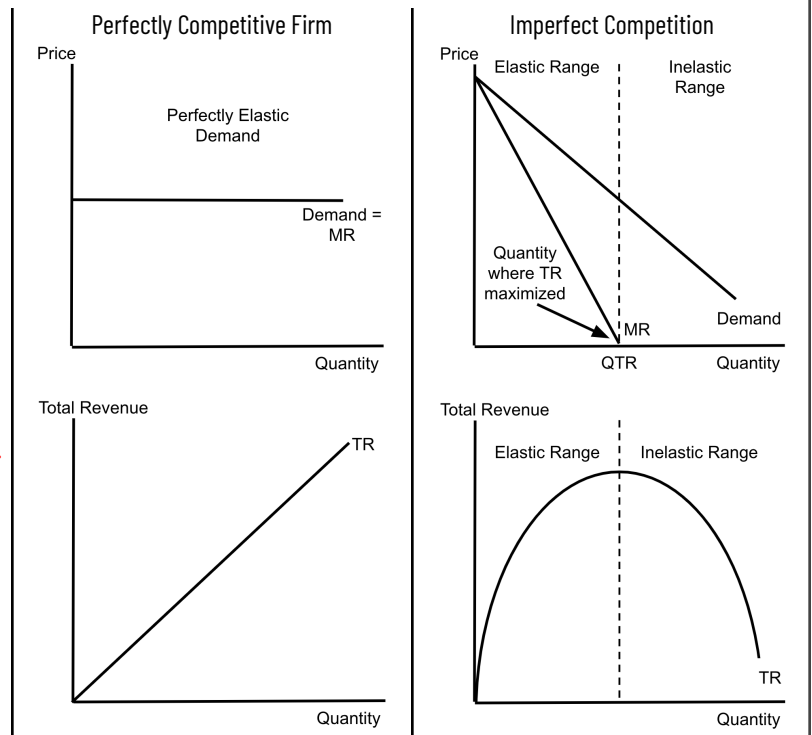 Perfectly Competitive Firm
Price
Perfectly Elastic
Demand
Demand =
MR
Quantity
Total Revenue
TR
Quantity
Imperfect Competition
Price
Elastic Range
Inelastic
Range
Quantity
where TR
maximized
MR
Demand
QTR
Quantity
Total Revenue
Elastic Range
Inelastic Range
TR
Quantity